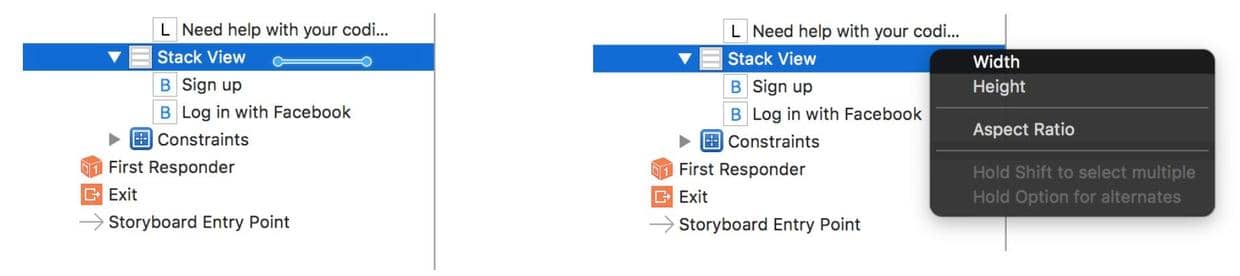 L Need help with your codi...
Stack View
B Sign up
B Log in with Facebook
Constraints
1 First Responder
Exit
Storyboard Entry Point
L Need help with your codi...
Stack View
B Sign up
B Log in with Facebook
Constraints
1 First Responder
Exit
Storyboard Entry Point
Width
Height
Aspect Ratio
Hold Shift to select multiple
Hold Option for alternates